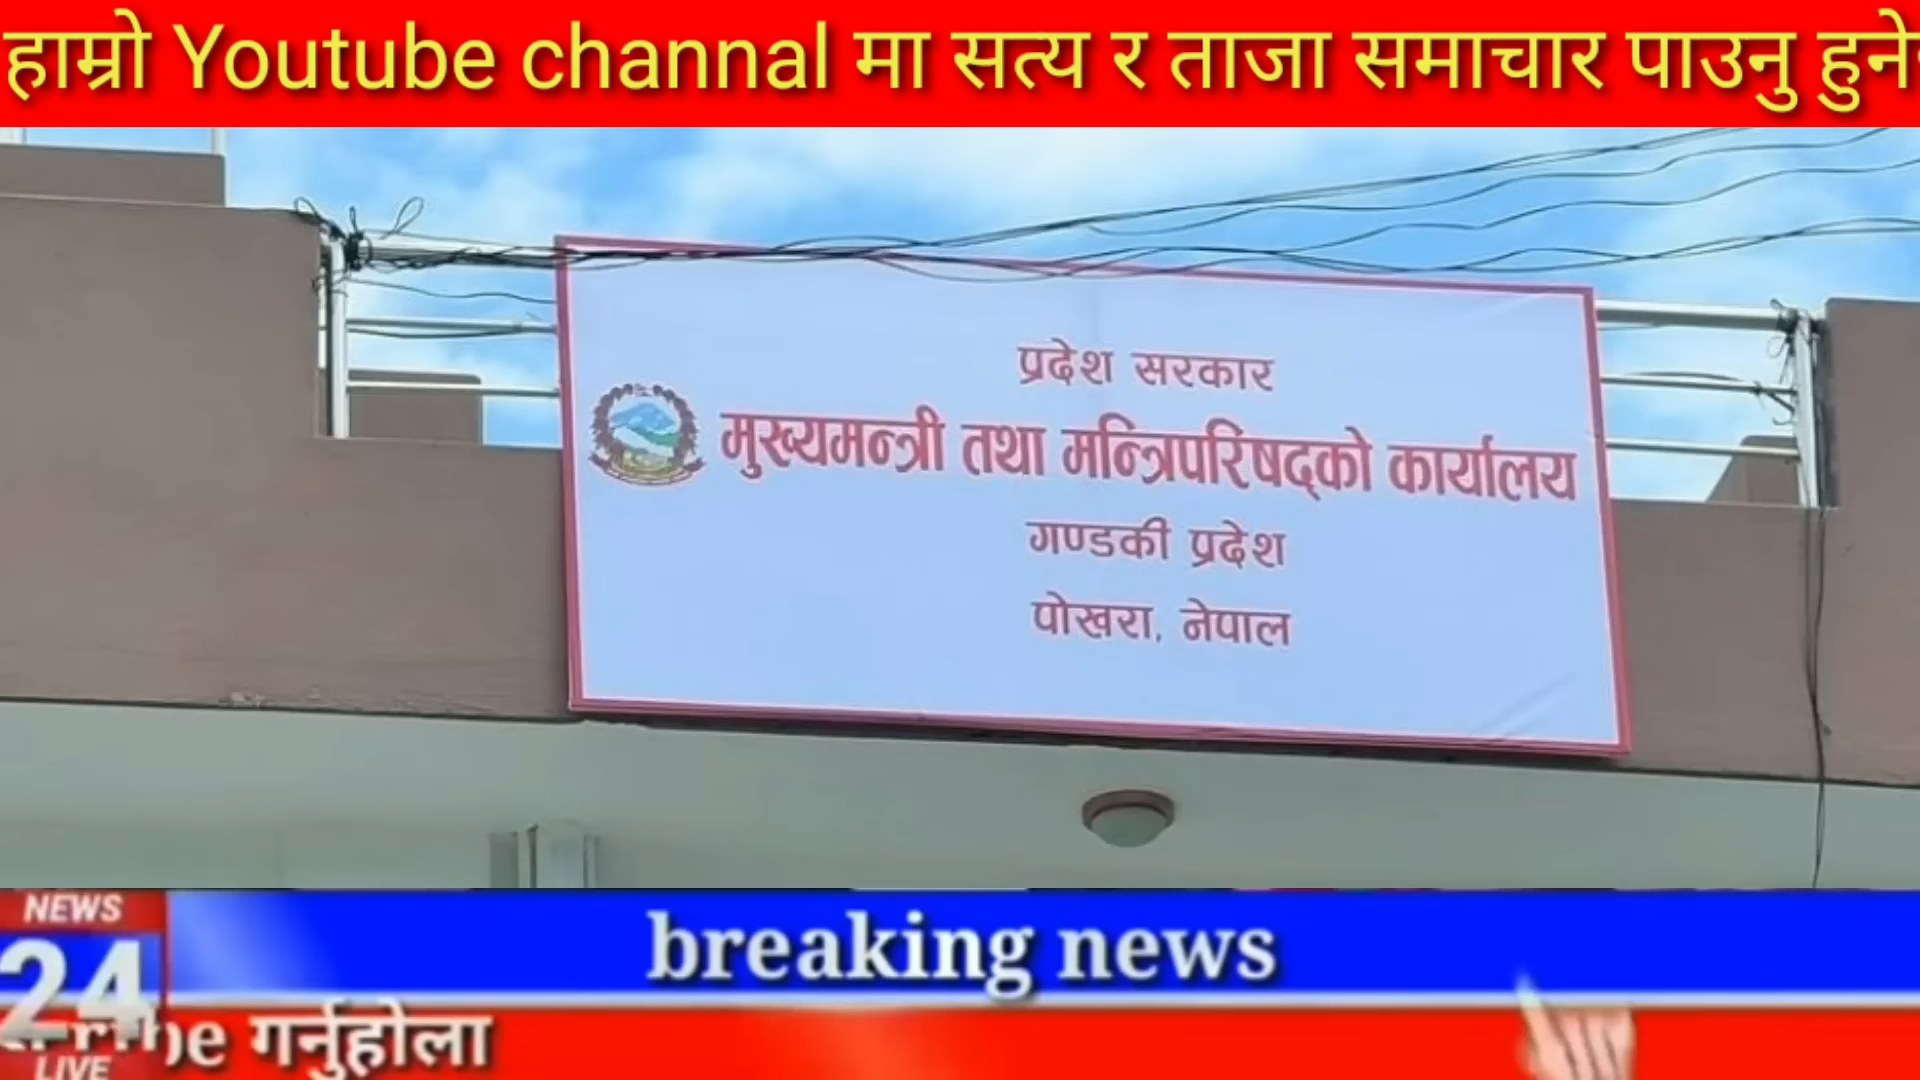 हाम्रो Youtube channal मा सत्य र ताजा समाचार पाउनु
प्रदेश सरकार
मुख्यमन्त्री तथा मन्त्रिपरिषद्को कार्यालय
गण्डकी प्रदेश
पोखरा, नेपाल
NEWS
24
LIVE
breaking news
गर्नुहोला